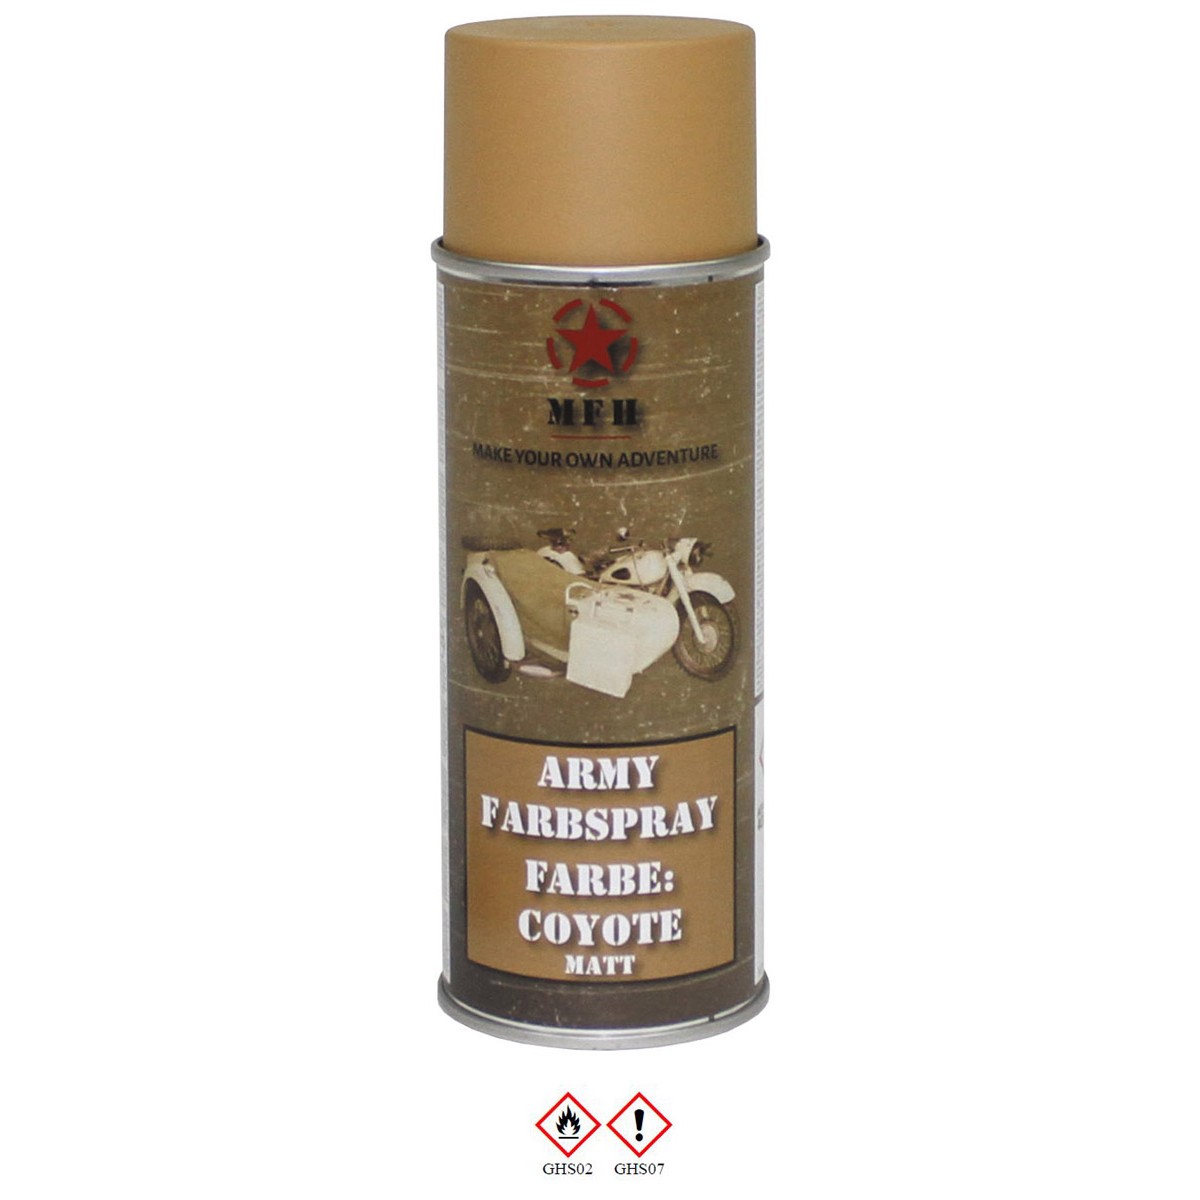 MFH
MAKE YOUR OWN ADVENTURE
ARMY
FARBSPRAY
FARBE:
COYOTE
MATT
GHS02 GHS07